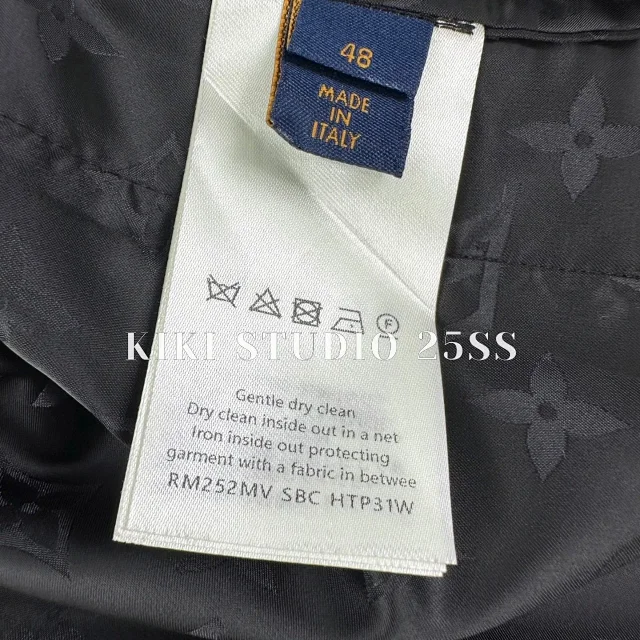 48
MADE
IN
ITALY
F
KIKI STUDIO 25SS
Gentle dry clean
Dry clean inside out in a net
Iron inside out protecting
garment with a fabric in betwee
RM252MV SBC HTP31W